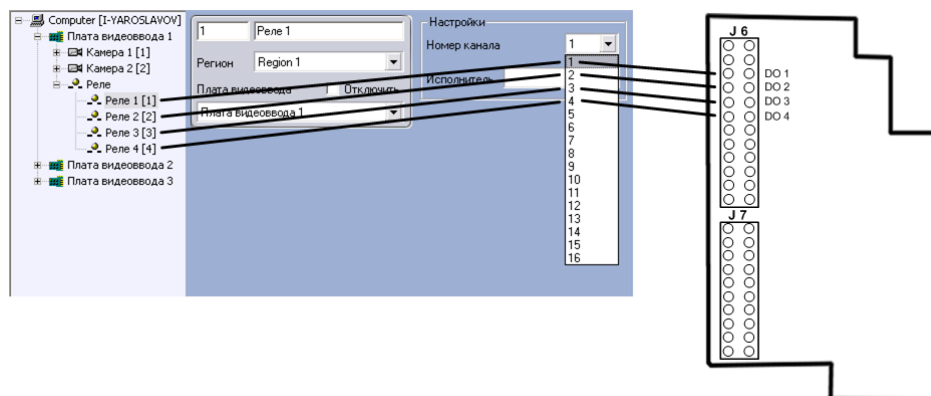 Computer [I-YAROSLAVOV]
Плата видеоввода 1
Камера 1 [1]
Камера 2 [2]
Реле
Реле 1 [1]
Реле 2 [2]
Реле 3 [3]
Реле 4 [4]
Плата видеоввода 2
Плата видеоввода 3
1 Реле 1
Регион Region 1
Плата видеоввода Отключить
Плата видеоввода 1
Настройки
Номер канала 1
Исполнитель
1
2
3
4
5
6
7
8
9
10
11
12
13
14
15
16
J 6
DO 1
DO 2
DO 3
DO 4
J 7